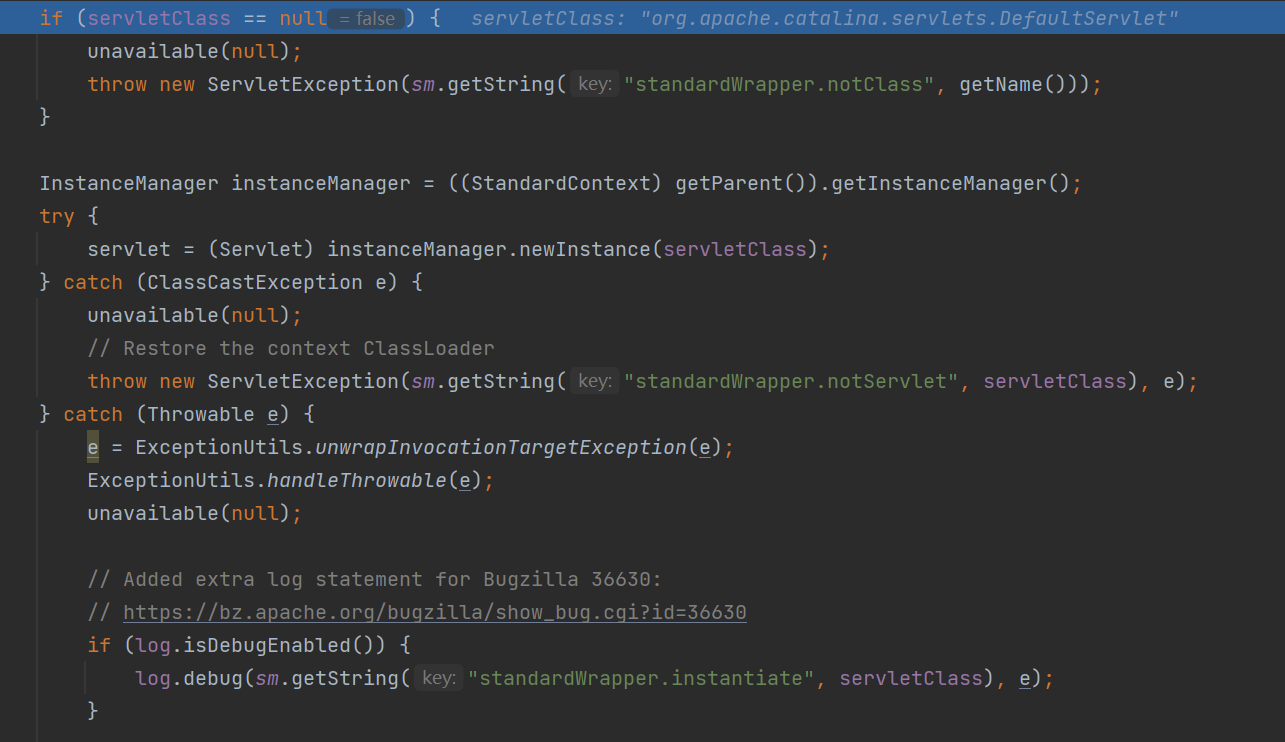 if (servletClass == null = false ) {   servletClass: "org.apache.catalina.servlets.DefaultServlet"
    unavailable(null);
    throw new ServletException(sm.getString( key: "standardWrapper.notClass", getName()));
}

InstanceManager instanceManager = ((StandardContext) getParent()).getInstanceManager();
try {
    servlet = (Servlet) instanceManager.newInstance(servletClass);
} catch (ClassCastException e) {
    unavailable(null);
    // Restore the context ClassLoader
    throw new ServletException(sm.getString( key: "standardWrapper.notServlet", servletClass), e);
} catch (Throwable e) {
    e = ExceptionUtils.unwrapInvocationTargetException(e);
    ExceptionUtils.handleThrowable(e);
    unavailable(null);

    // Added extra log statement for Bugzilla 36630:
    // https://bz.apache.org/bugzilla/show_bug.cgi?id=36630
    if (log.isDebugEnabled()) {
        log.debug(sm.getString( key: "standardWrapper.instantiate", servletClass), e);
    }